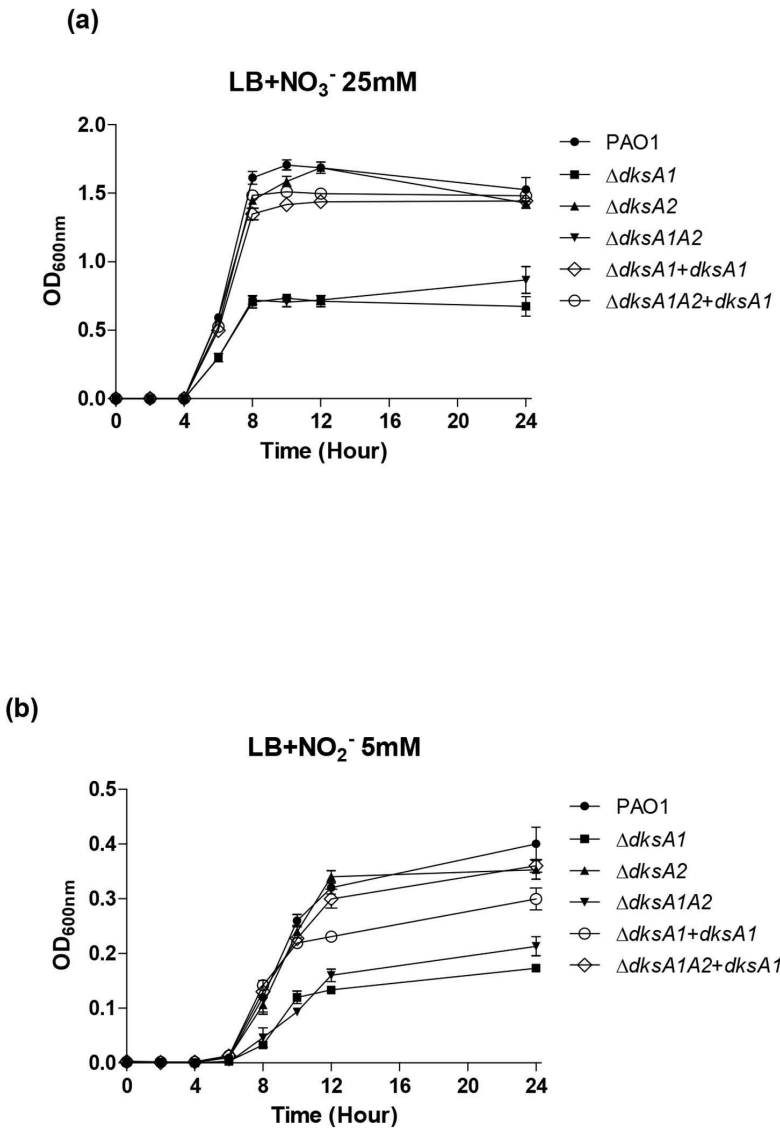 (a)
LB+NO₃⁻ 25mM
OD₆₀₀ₙₘ
2.0
1.5
1.0
0.5
0.0
0 4 8 12 16 20 24
Time (Hour)
PAO1
ΔdksA1
ΔdksA2
ΔdksA1A2
ΔdksA1+dksA1
ΔdksA1A2+dksA1
(b)
LB+NO₂⁻ 5mM
OD₆₀₀ₙₘ
0.5
0.4
0.3
0.2
0.1
0.0
0 4 8 12 16 20 24
Time (Hour)
PAO1
ΔdksA1
ΔdksA2
ΔdksA1A2
ΔdksA1+dksA1
ΔdksA1A2+dksA1